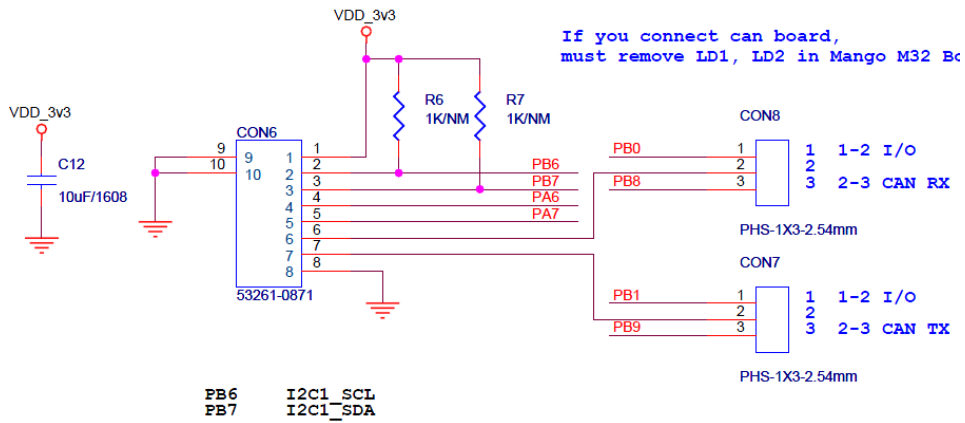 VDD_3v3
If you connect can board,
must remove LD1, LD2 in Mango M32
VDD_3v3
R6
1K/NM
R7
1K/NM
CON8
CON6
C12
10uF/1608
9 9 1 1
10 10 2 2 PB6
3 3 PB7
4 4 PA6
5 5 PA7
6 6
7 7
8 8
53261-0871
PB0 1 1 1-2 I/O
2 2
PB8 3 3 2-3 CAN RX
PHS-1X3-2.54mm
CON7
PB1 1 1 1-2 I/O
2 2
PB9 3 3 2-3 CAN TX
PHS-1X3-2.54mm
PB6 I2C1_SCL
PB7 I2C1_SDA